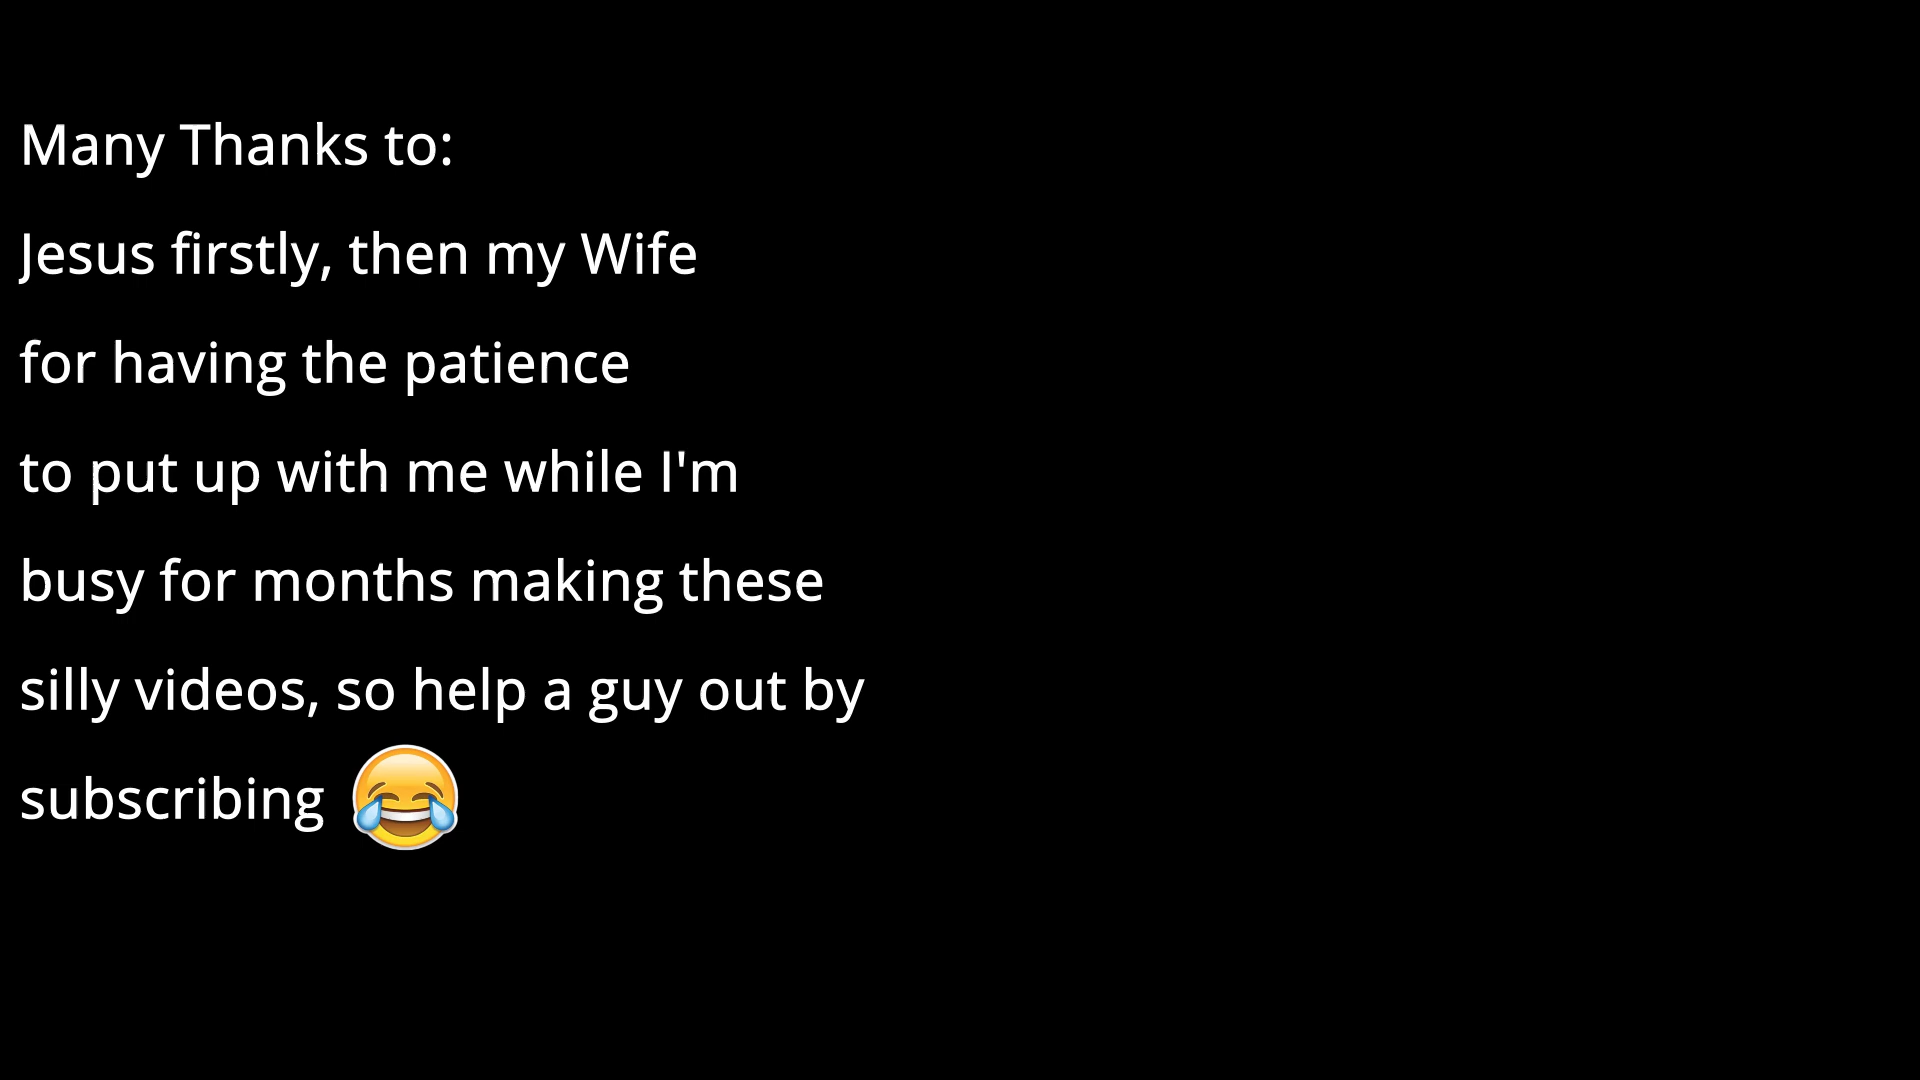 Many Thanks to:
Jesus firstly, then my Wife
for having the patience
to put up with me while I'm
busy for months making these
silly videos, so help a guy out by
subscribing 😂